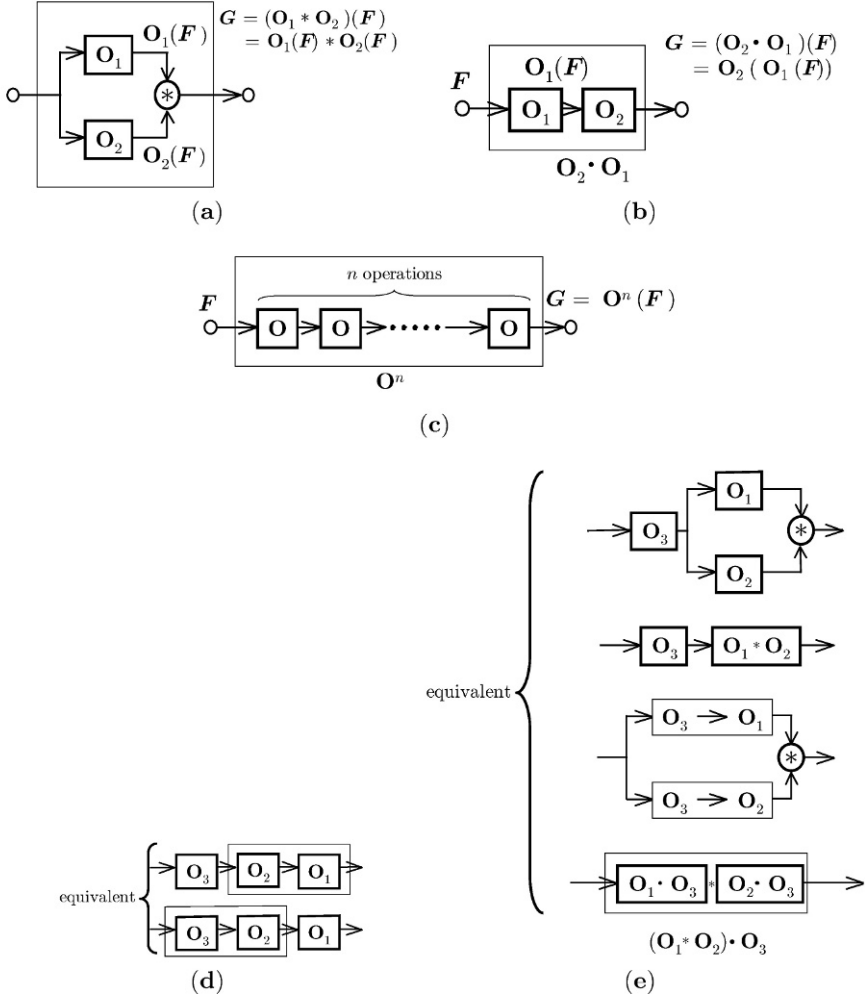 G = (O₁ * O₂)(F)
= O₁(F) * O₂(F)
O₁(F)
O₁
*
O₂
O₂(F)
(a)
G = (O₂ • O₁)(F)
= O₂ ( O₁ (F))
O₁(F)
F
O₁ O₂
O₂ • O₁
(b)
n operations
F
G = Oⁿ (F)
O O ...... O
Oⁿ
(c)
equivalent
O₃ O₂ O₁
O₃ O₂ O₁
(d)
equivalent
O₁
O₃
*
O₂
O₃ O₁ * O₂
O₃ → O₁
*
O₃ → O₂
O₁ • O₃ * O₂ • O₃
(O₁ * O₂) • O₃
(e)